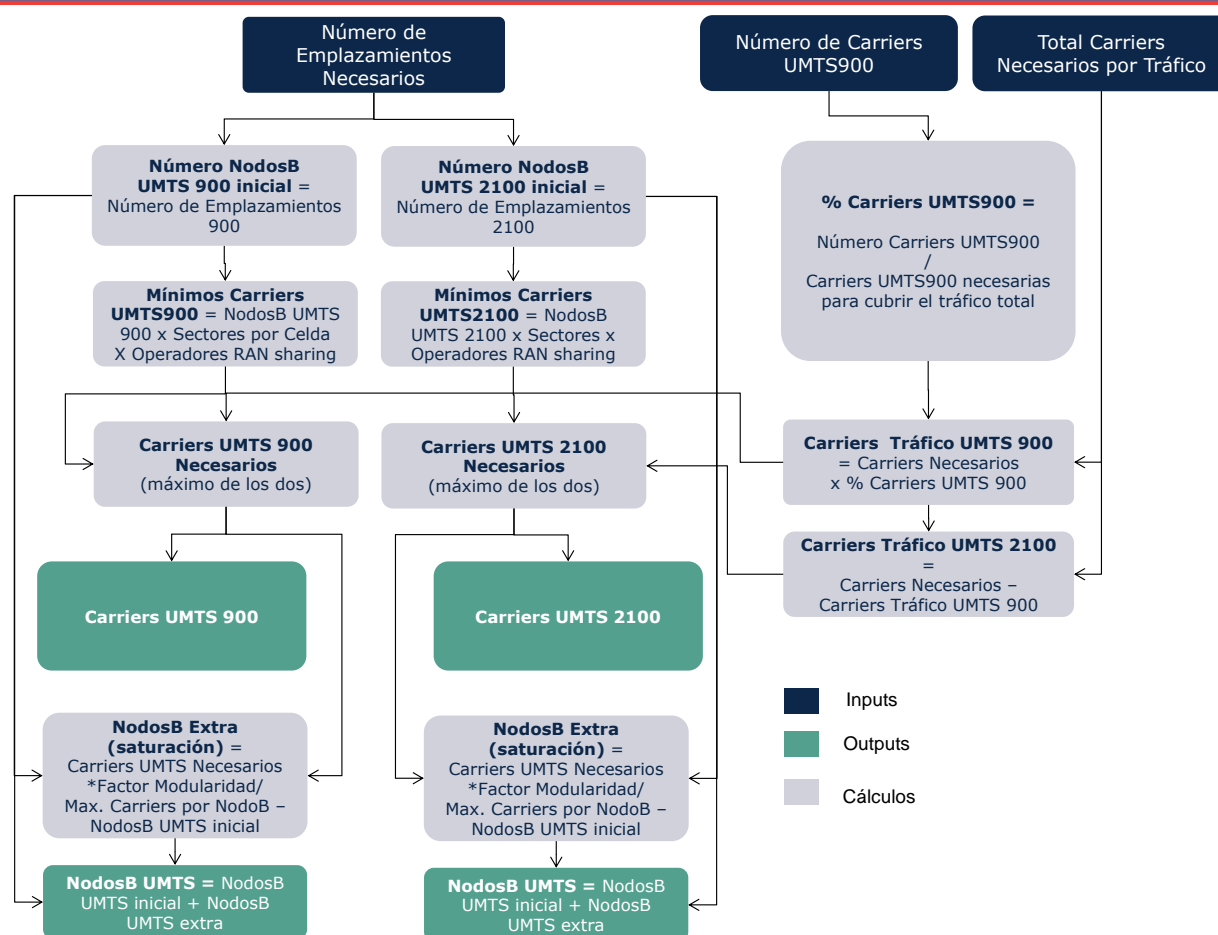 Número de
Emplazamientos
Necesarios
Número de Carriers
UMTS900
Total Carriers
Necesarios por Tráfico
Número NodosB
UMTS 900 inicial =
Número de Emplazamientos
900
Número NodosB
UMTS 2100 inicial =
Número de Emplazamientos
2100
% Carriers UMTS900 =
Número Carriers UMTS900
/
Carriers UMTS900 necesarias
para cubrir el tráfico total
Mínimos Carriers
UMTS900 = NodosB UMTS
900 x Sectores por Celda
X Operadores RAN sharing
Mínimos Carriers
UMTS2100 = NodosB
UMTS 2100 x Sectores x
Operadores RAN sharing
Carriers UMTS 900
Necesarios
(máximo de los dos)
Carriers UMTS 2100
Necesarios
(máximo de los dos)
Carriers Tráfico UMTS 900
= Carriers Necesarios
x % Carriers UMTS 900
Carriers Tráfico UMTS 2100
=
Carriers Necesarios –
Carriers Tráfico UMTS 900
Carriers UMTS 900
Carriers UMTS 2100
NodosB Extra
(saturación) =
Carriers UMTS Necesarios
*Factor Modularidad/
Max. Carriers por NodoB –
NodosB UMTS inicial
NodosB Extra
(saturación) =
Carriers UMTS Necesarios
*Factor Modularidad/
Max. Carriers por NodoB –
NodosB UMTS inicial
Inputs
Outputs
Cálculos
NodosB UMTS = NodosB
UMTS inicial + NodosB
UMTS extra
NodosB UMTS = NodosB
UMTS inicial + NodosB
UMTS extra